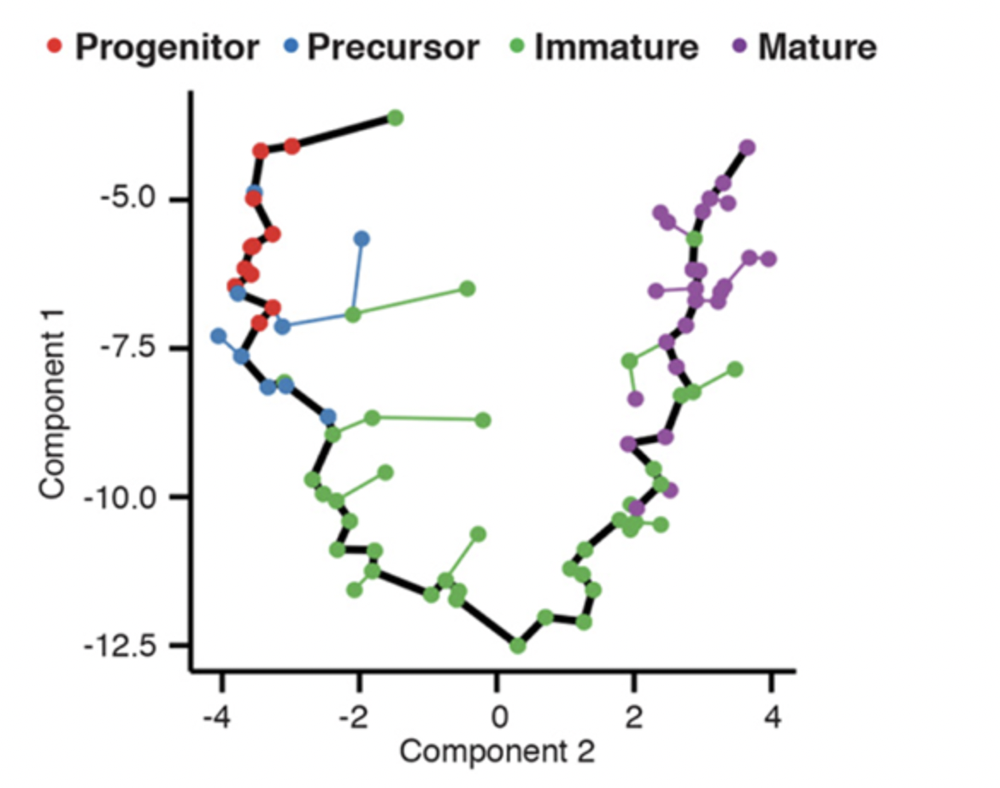 Progenitor Precursor Immature Mature
Component 1
-5.0
-7.5
-10.0
-12.5
-4 -2 0 2 4
Component 2